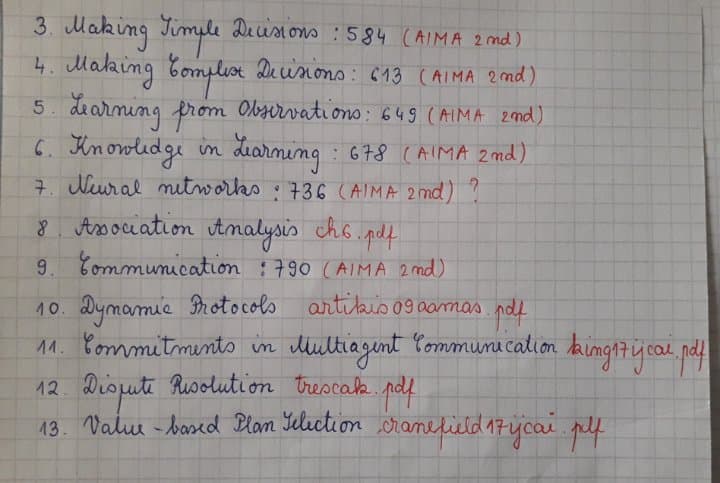 3. Making Simple Decisions : 584 (AIMA 2nd)
4. Making Complex Decisions : 613 (AIMA 2nd)
5. Learning from Observations : 649 (AIMA 2nd)
6. Knowledge in Learning : 678 (AIMA 2nd)
7. Neural networks : 736 (AIMA 2nd) ?
8. Association Analysis ch6.pdf
9. Communication : 790 (AIMA 2nd)
10. Dynamic Protocols artikis09aamas.pdf
11. Commitments in Multiagent Communication king17ijcai.pdf
12. Dispute Resolution trescak.pdf
13. Value-based Plan Selection cranefield17ijcai.pdf